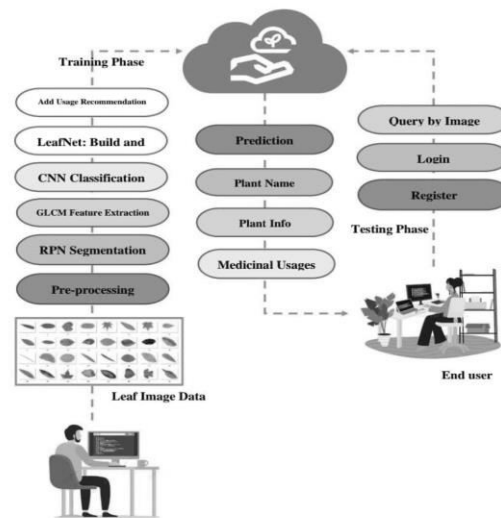 Training Phase
Add Usage Recommendation
LeafNet: Build and
CNN Classification
GLCM Feature Extraction
RPN Segmentation
Pre-processing
Leaf Image Data
Prediction
Plant Name
Plant Info
Medicinal Usages
Query by Image
Login
Register
Testing Phase
End user